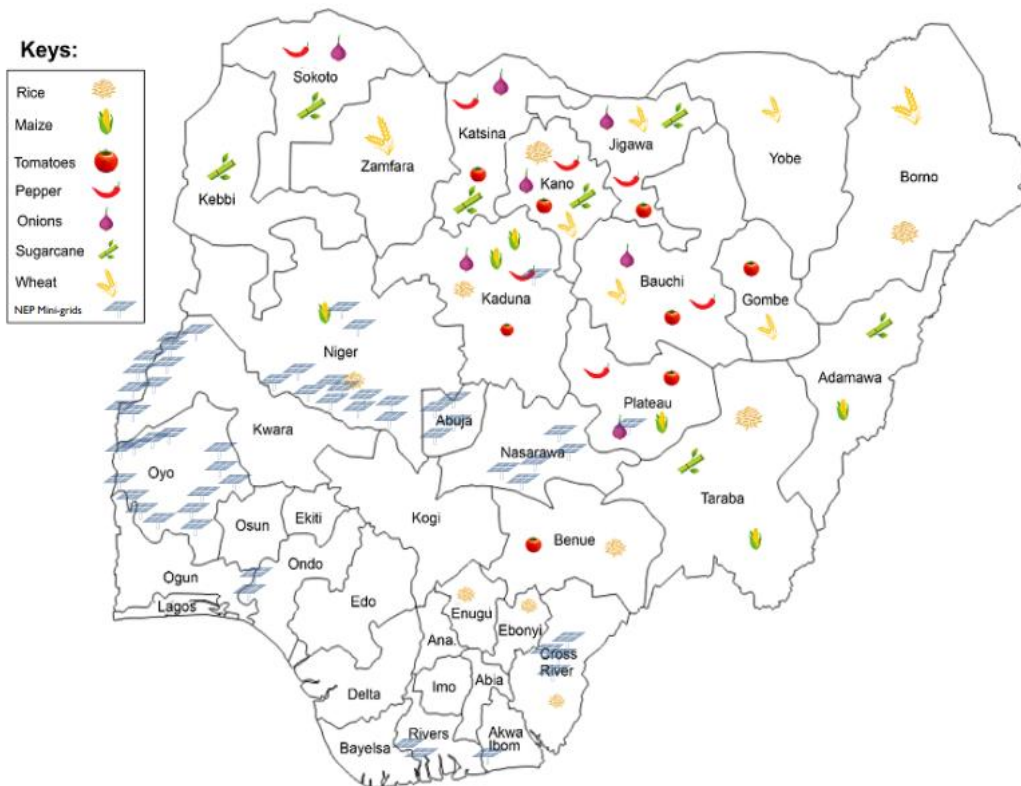 Keys:
Rice
Maize
Tomatoes
Pepper
Onions
Sugarcane
Wheat
NEP Mini-grids
Sokoto
Katsina
Jigawa
Zamfara
Kano
Yobe
Borno
Kebbi
Kaduna
Bauchi
Gombe
Niger
Adamawa
Plateau
Abuja
Kwara
Nasarawa
Oyo
Taraba
Osun
Ekiti
Kogi
Benue
Ogun
Ondo
Lagos
Edo
Enugu
Ebonyi
Ana.
Cross
River
Abia
Imo
Delta
Rivers
Akwa
Ibom
Bayelsa